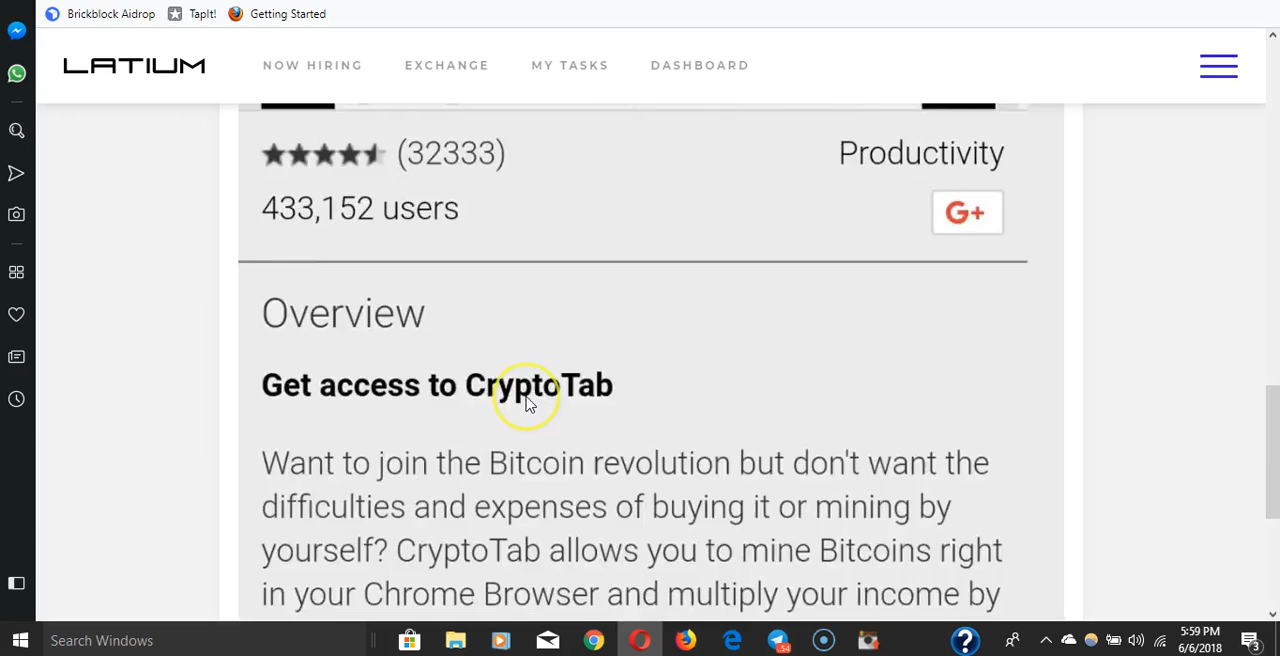 Brickblock Aidrop TapIt! Getting Started
LATIUM NOW HIRING EXCHANGE MY TASKS DASHBOARD
(32333) Productivity
433,152 users G+
Overview
Get access to CryptoTab
Want to join the Bitcoin revolution but don't want the
difficulties and expenses of buying it or mining by
yourself? CryptoTab allows you to mine Bitcoins right
in your Chrome Browser and multiply your income by
Search Windows 54 ? 5:59 PM
6/6/2018 3